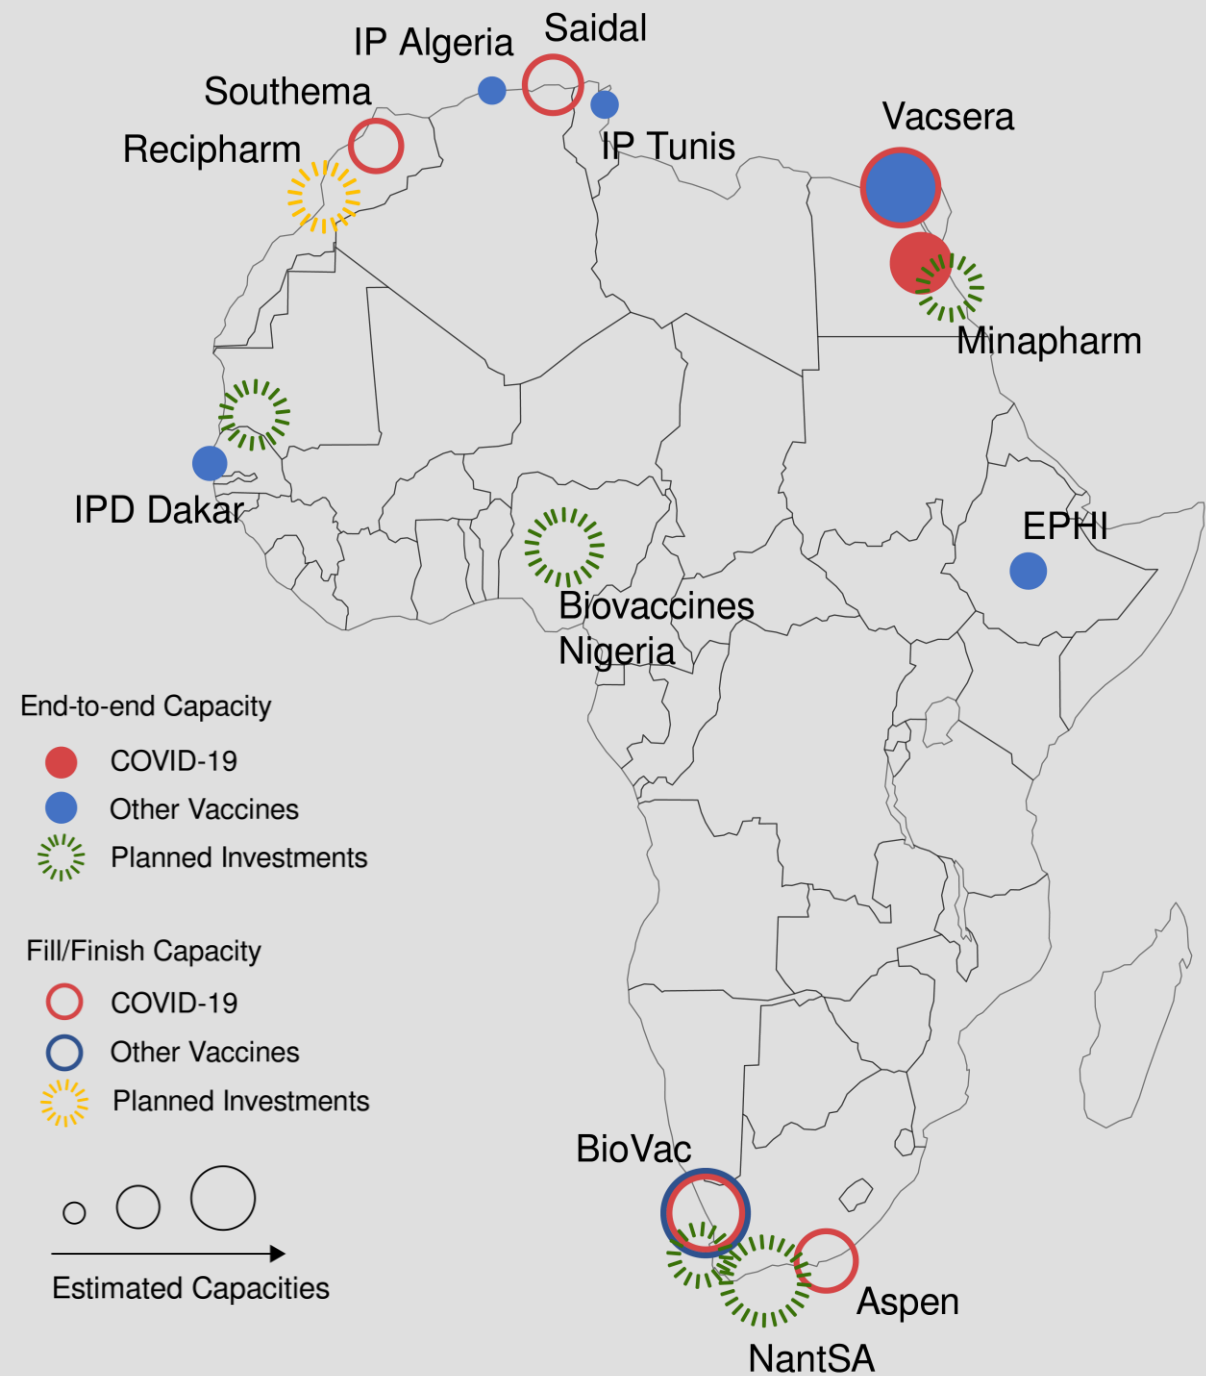 IP Algeria
Saidal
Southema
Recipharm
IP Tunis
Vacsera
Minapharm
IPD Dakar
EPHI
Biovaccines
Nigeria
End-to-end Capacity
COVID-19
Other Vaccines
Planned Investments
Fill/Finish Capacity
COVID-19
Other Vaccines
Planned Investments
Estimated Capacities
BioVac
Aspen
NantSA